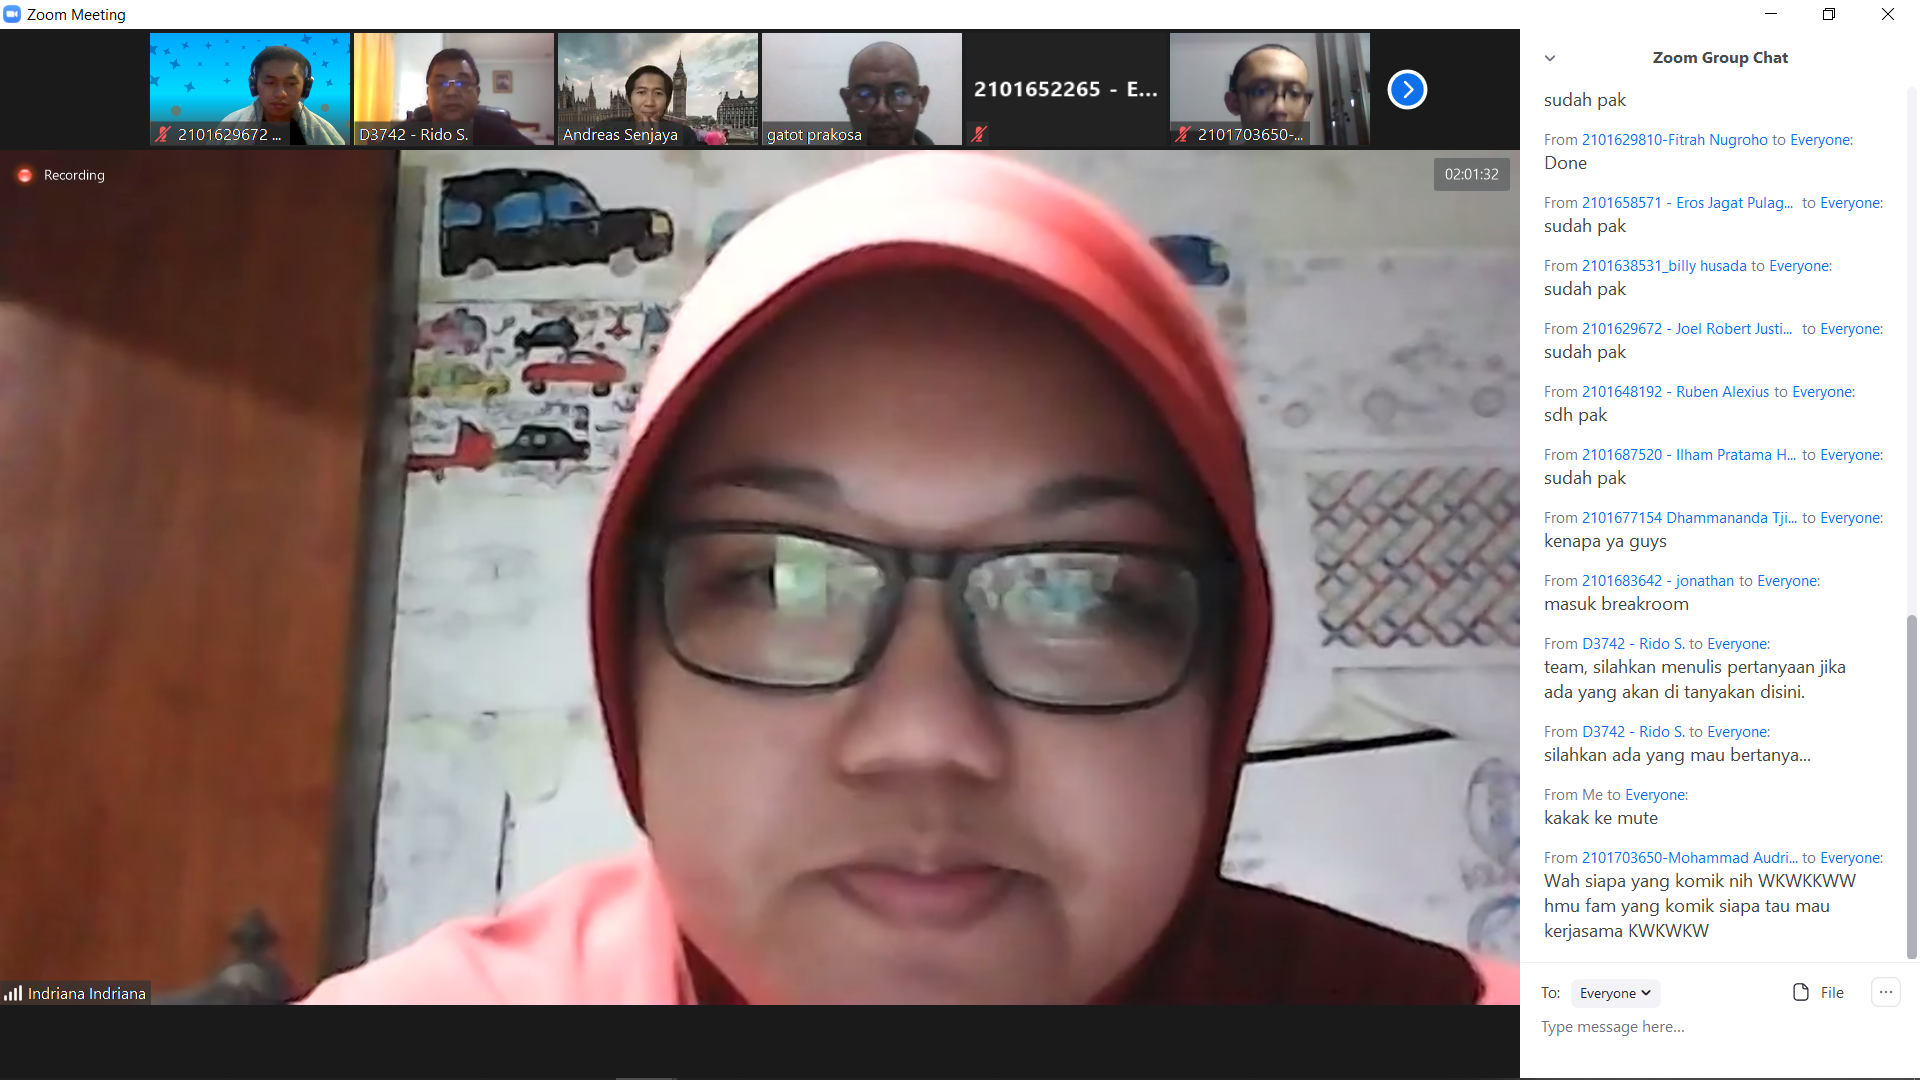 Zoom Meeting
2101629672 ...
D3742 - Rido S.
Andreas Senjaya
gatot prakosa
2101652265 - E...
2101703650-...
Recording
02:01:32
Indriana Indriana
Zoom Group Chat
sudah pak
From 2101629810-Fitrah Nugroho to Everyone:
Done
From 2101658571 - Eros Jagat Pulag... to Everyone:
sudah pak
From 2101638531_billy husada to Everyone:
sudah pak
From 2101629672 - Joel Robert Justi... to Everyone:
sudah pak
From 2101648192 - Ruben Alexius to Everyone:
sdh pak
From 2101687520 - Ilham Pratama H... to Everyone:
sudah pak
From 2101677154 Dhammananda Tji... to Everyone:
kenapa ya guys
From 2101683642 - jonathan to Everyone:
masuk breakroom
From D3742 - Rido S. to Everyone:
team, silahkan menulis pertanyaan jika
ada yang akan di tanyakan disini.
From D3742 - Rido S. to Everyone:
silahkan ada yang mau bertanya...
From Me to Everyone:
kakak ke mute
From 2101703650-Mohammad Audri... to Everyone:
Wah siapa yang komik nih WKWKKWW
hmu fam yang komik siapa tau mau
kerjasama KWKWKW
To: Everyone
File
...
Type message here...